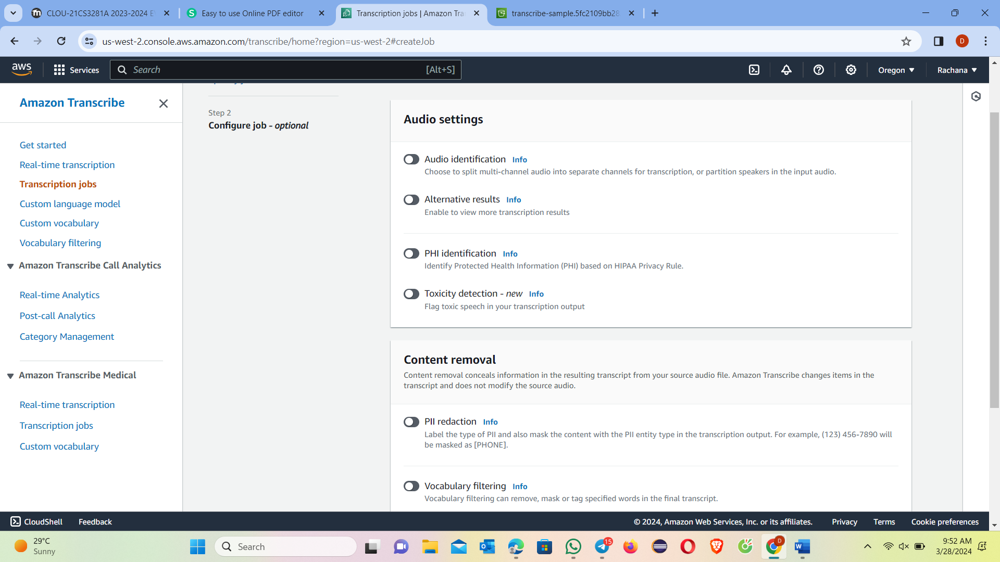 CLOU-21CS3281A 2023-2024 E
Easy to use Online PDF editor
Transcription jobs | Amazon Tra
transcribe-sample.5fc2109bb28
us-west-2.console.aws.amazon.com/transcribe/home?region=us-west-2#createJob
D
aws
Services
Search
[Alt+S]
Oregon
Rachana
Amazon Transcribe
Get started
Real-time transcription
Transcription jobs
Custom language model
Custom vocabulary
Vocabulary filtering
Amazon Transcribe Call Analytics
Real-time Analytics
Post-call Analytics
Category Management
Amazon Transcribe Medical
Real-time transcription
Transcription jobs
Custom vocabulary
Step 2
Configure job - optional
Audio settings
Audio identification Info
Choose to split multi-channel audio into separate channels for transcription, or partition speakers in the input audio.
Alternative results Info
Enable to view more transcription results
PHI identification Info
Identify Protected Health Information (PHI) based on HIPAA Privacy Rule.
Toxicity detection - new Info
Flag toxic speech in your transcription output
Content removal
Content removal conceals information in the resulting transcript from your source audio file. Amazon Transcribe changes items in the
transcript and does not modify the source audio.
PII redaction Info
Label the type of PII and also mask the content with the PII entity type in the transcription output. For example, (123) 456-7890 will
be masked as [PHONE].
Vocabulary filtering Info
Vocabulary filtering can remove, mask or tag specified words in the final transcript.
CloudShell
Feedback
© 2024, Amazon Web Services, Inc. or its affiliates.
Privacy
Terms
Cookie preferences
29°C
Sunny
Search
15
D
9:52 AM
3/28/2024